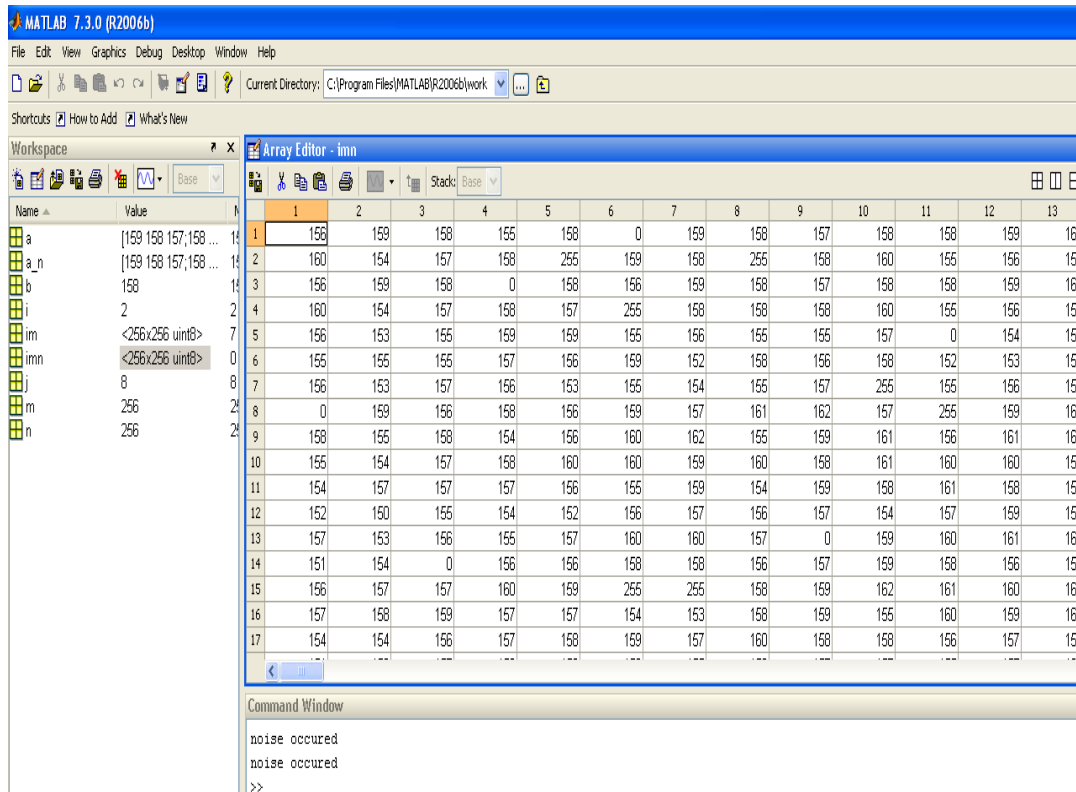 MATLAB 7.3.0 (R2006b)
File Edit View Graphics Debug Desktop Window Help
Current Directory: C:\Program Files\MATLAB\R2006b\work
Shortcuts How to Add What's New
Workspace
Base
Name Value
a [159 158 157;158 ...
a_n [159 158 157;158 ...
b 158
i 2 2
im <256x256 uint8> 7
imn <256x256 uint8> 0
j 8 8
m 256
n 256
Array Editor - imn
Stack: Base
1 2 3 4 5 6 7 8 9 10 11 12 13
1 156 159 158 155 158 0 159 158 157 158 158 159
2 160 154 157 158 255 159 158 255 158 160 155 156
3 156 159 158 0 158 156 159 158 157 158 158 159
4 160 154 157 158 157 255 158 158 158 160 155 156
5 156 153 155 159 159 155 156 155 155 157 0 154
6 155 155 155 157 156 159 152 158 156 158 152 153
7 156 153 157 156 153 155 154 155 157 255 155 156
8 0 159 156 158 156 159 157 161 162 157 255 159
9 158 155 158 154 156 160 162 155 159 161 156 161
10 155 154 157 158 160 160 159 160 158 161 160 160
11 154 157 157 157 156 155 159 154 159 158 161 158
12 152 150 155 154 152 156 157 156 157 154 157 159
13 157 153 156 155 157 160 160 157 0 159 160 161
14 151 154 0 156 156 158 158 156 157 159 158 156
15 156 157 157 160 159 255 255 158 159 162 161 160
16 157 158 159 157 157 154 153 158 159 155 160 159
17 154 154 156 157 158 159 157 160 158 158 156 157
Command Window
noise occured
noise occured
>>